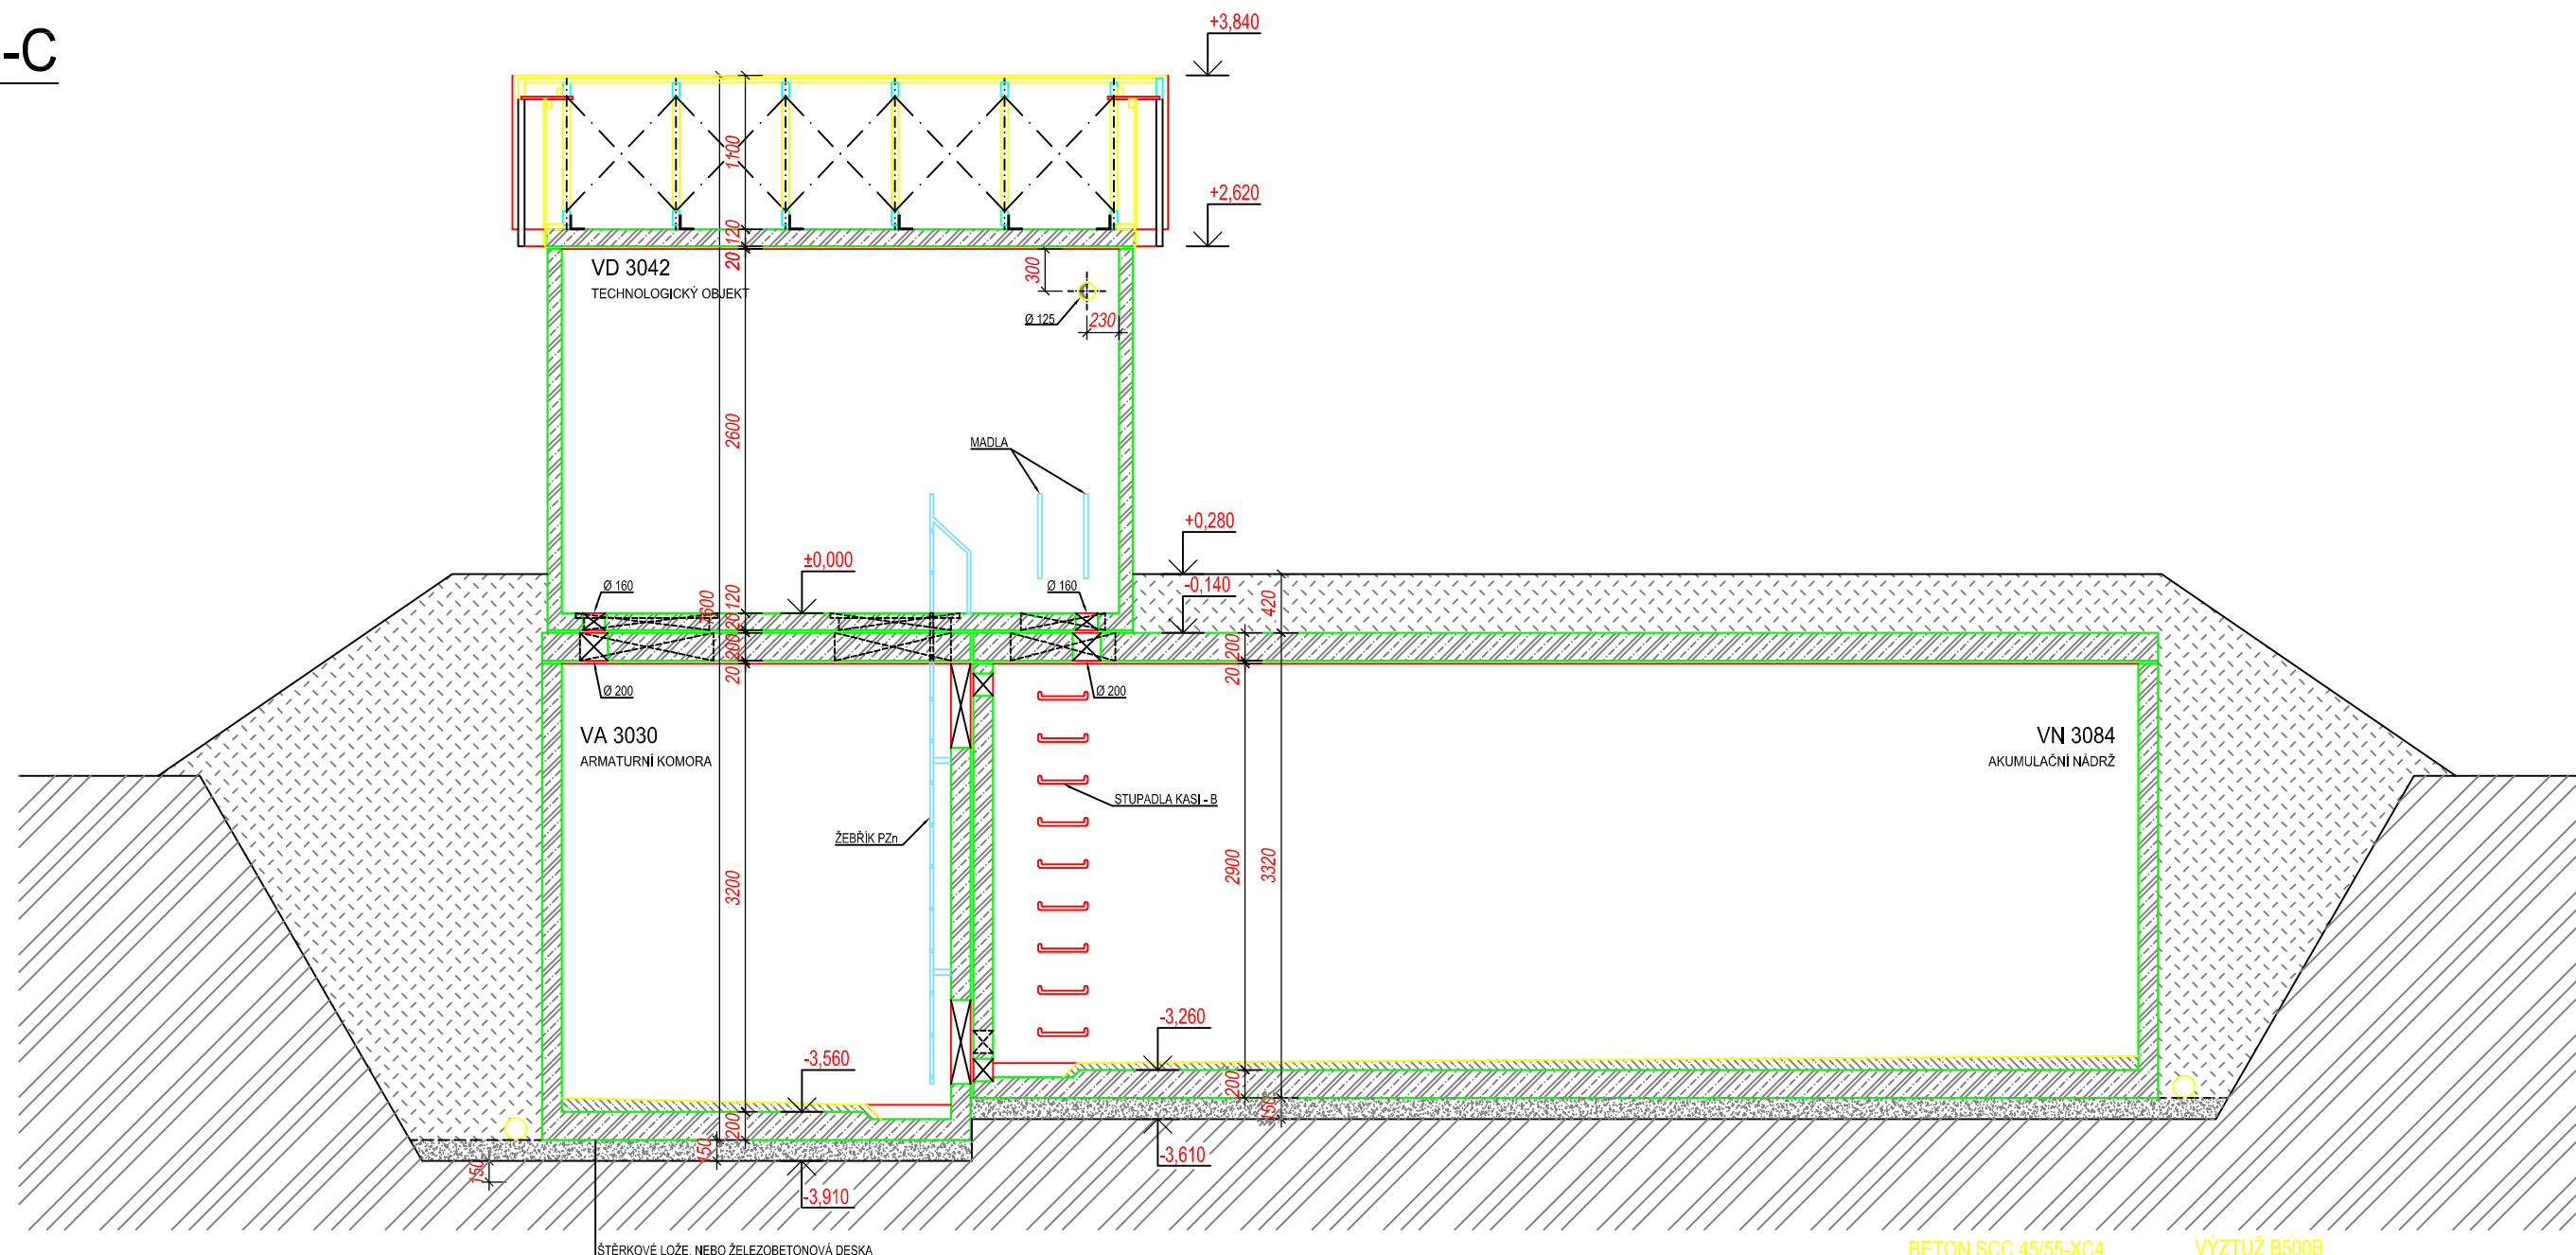 -C
+3,840
+2,620
1100
120
20
VD 3042
TECHNOLOGICKÝ OBJEKT
300
Ø 125
230
2600
MADLA
+0,280
±0,000
-0,140
Ø 160
Ø 160
7600
120
20
200
20
420
200
20
Ø 200
Ø 200
VA 3030
ARMATURNÍ KOMORA
VN 3084
AKUMULAČNÍ NÁDRŽ
STUPADLA KASI - B
ŽEBŘÍK PZn
3200
2900
3320
-3,260
-3,560
200
150
200
150
150
-3,610
-3,910
ŠTĚRKOVÉ LOŽE, NEBO ŽELEZOBETONOVÁ DESKA
BETON SCC 45/55-XC4
VÝZTUŽ B500B